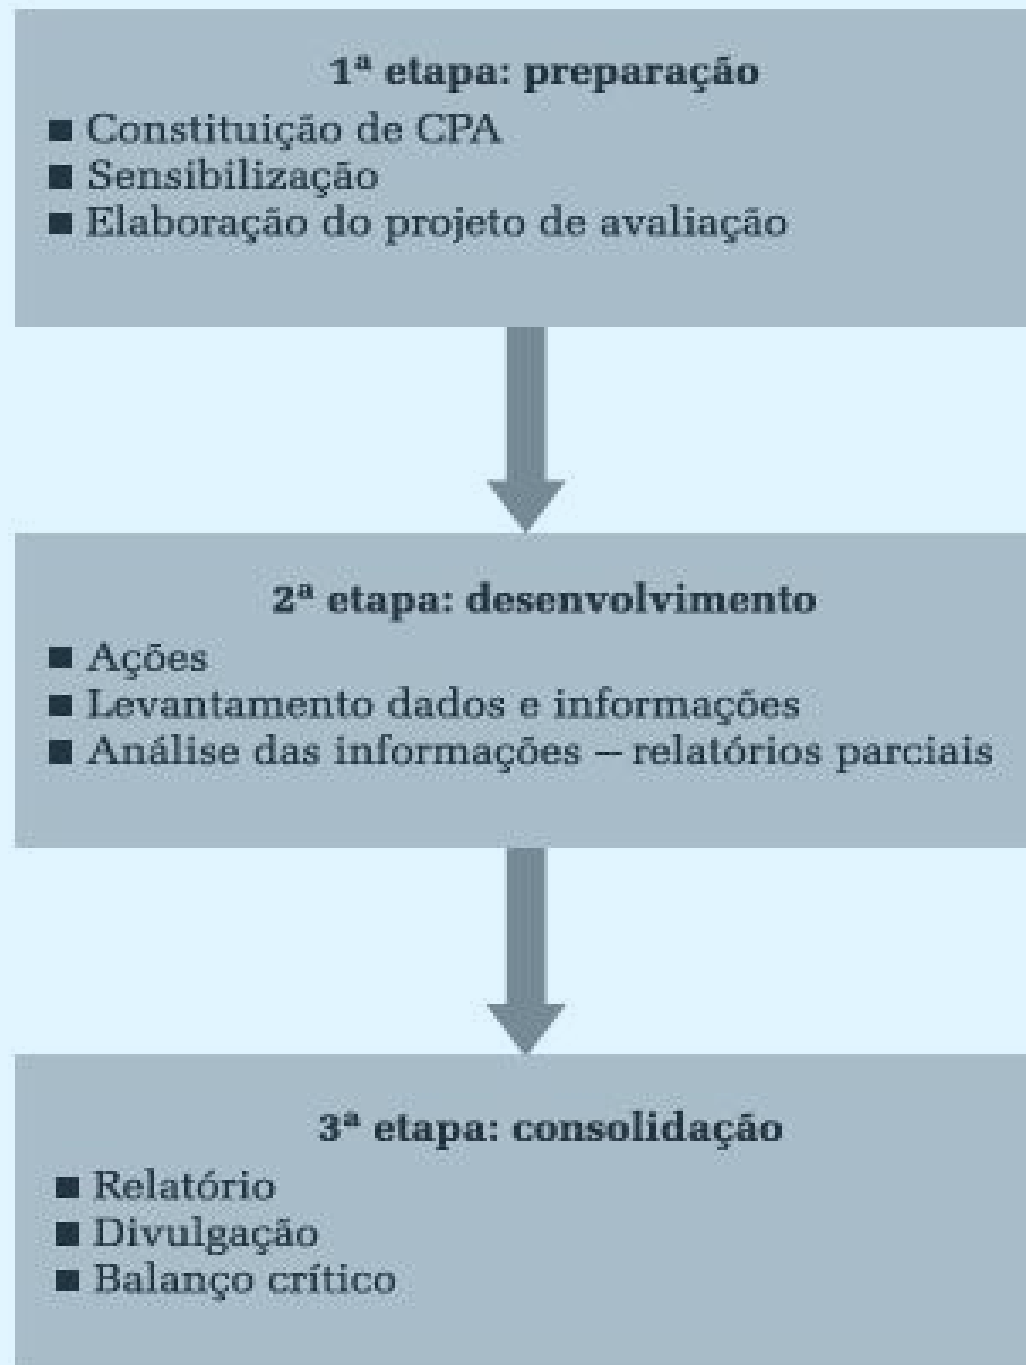 1ª etapa: preparação
■ Constituição de CPA
■ Sensibilização
■ Elaboração do projeto de avaliação
2ª etapa: desenvolvimento
■ Ações
■ Levantamento dados e informações
■ Análise das informações – relatórios parciais
3ª etapa: consolidação
■ Relatório
■ Divulgação
■ Balanço crítico